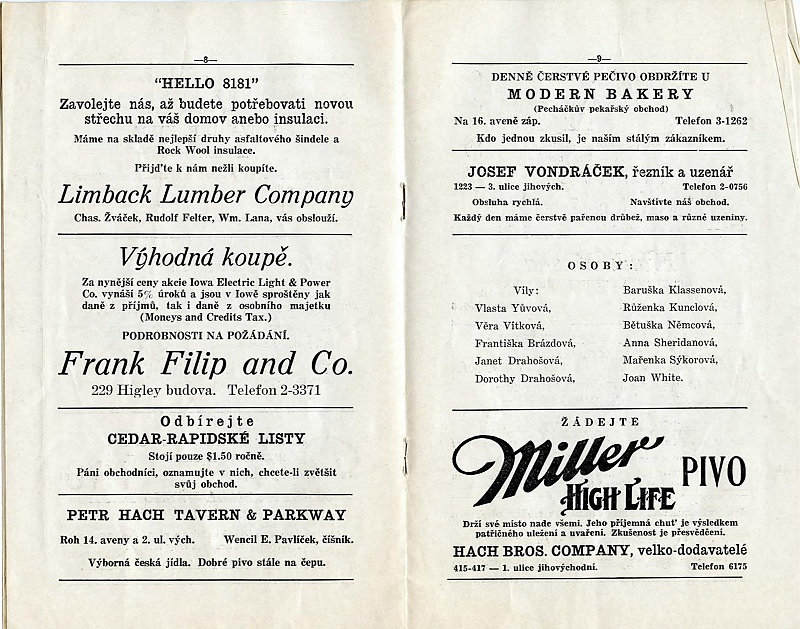 —8—
"HELLO 8181"
Zavolejte nás, až budete potřebovati novou
střechu na váš domov anebo insulaci.
Máme na skladě nejlepší druhy asfaltového šindele a
Rock Wool insulace.
Přijďte k nám nežli koupíte.
Limback Lumber Company
Chas. Žváček, Rudolf Felter, Wm. Lana, vás obslouží.
Výhodná koupě.
Za nynější ceny akcie Iowa Electric Light & Power
Co. vynáší 5% úroků a jsou v Iowě sproštěny jak
daně z příjmů, tak i daně z osobního majetku
(Moneys and Credits Tax.)
PODROBNOSTI NA POŽÁDÁNÍ.
Frank Filip and Co.
229 Higley budova. Telefon 2-3371
Odbírejte
CEDAR-RAPIDSKÉ LISTY
Stojí pouze $1.50 ročně.
Páni obchodníci, oznamujte v nich, chcete-li zvětšit
svůj obchod.
PETR HACH TAVERN & PARKWAY
Roh 14. aveny a 2. ul. vých. Wencil E. Pavlíček, číšník.
Výborná česká jídla. Dobré pivo stále na čepu.
—9—
DENNĚ ČERSTVÉ PEČIVO OBDRŽÍTE U
MODERN BAKERY
(Pecháčkův pekařský obchod)
Na 16. aveně záp. Telefon 3-1262
Kdo jednou zkusil, je naším stálým zákazníkem.
JOSEF VONDRÁČEK, řezník a uzenář
1223 — 3. ulice jihových. Telefon 2-0756
Obsluha rychlá. Navštivte náš obchod.
Každý den máme čerstvě pařenou drůbež, maso a různé uzeniny.
OSOBY:
Víly:
Vlasta Yůvová,
Věra Vítková,
Františka Brázdová,
Janet Drahošová,
Dorothy Drahošová,
Baruška Klassenová,
Růženka Kunclová,
Bětuška Němcová,
Anna Sheridanová,
Mařenka Sýkorová,
Joan White.
ŽÁDEJTE
Miller
HIGH LIFE
PIVO
Drží své místo nade všemi. Jeho příjemná chuť je výsledkem
patřičného uležení a uvaření. Zkušenost je přesvědčení.
HACH BROS. COMPANY, velko-dodavatelé
415-417 — 1. ulice jihovýchodní. Telefon 6175